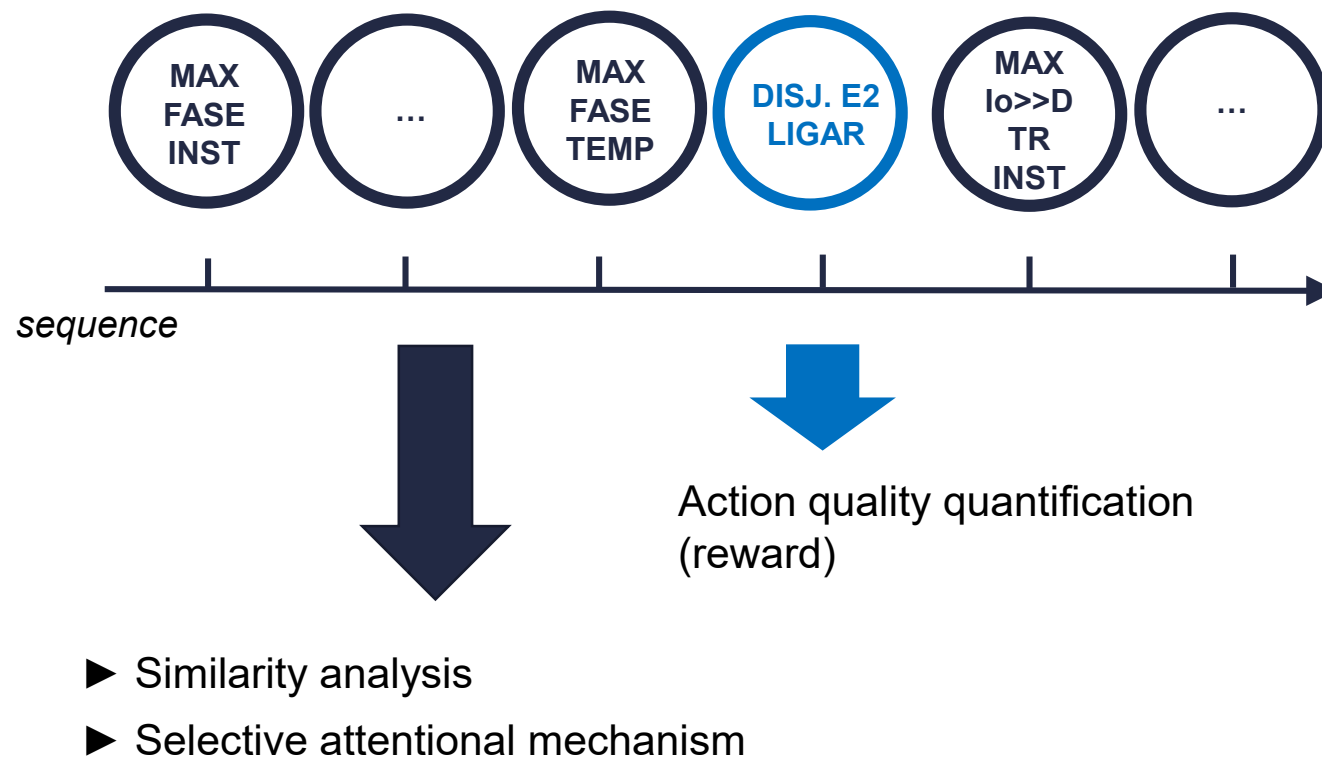 MAX
FASE
INST
...
MAX
FASE
TEMP
DISJ. E2
LIGAR
MAX
Io>>D
TR
INST
...
sequence
Action quality quantification
(reward)
► Similarity analysis
► Selective attentional mechanism